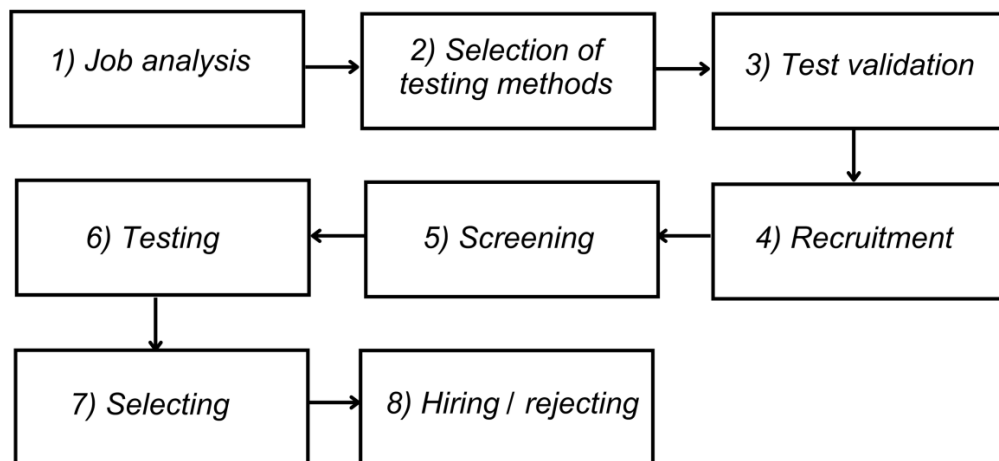 1) Job analysis
2) Selection of
testing methods
3) Test validation
4) Recruitment
5) Screening
6) Testing
7) Selecting
8) Hiring / rejecting